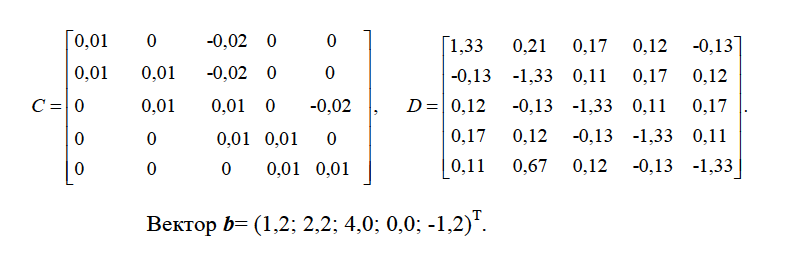 0,01 0 -0,02 0 0 1,33 0,21 0,17 0,12 -0,13
0,01 0,01 -0,02 0 0 -0,13 -1,33 0,11 0,17 0,12
C = 0 0,01 0,01 0 -0,02 , D = 0,12 -0,13 -1,33 0,11 0,17 .
0 0 0,01 0,01 0 0,17 0,12 -0,13 -1,33 0,11
0 0 0 0,01 0,01 0,11 0,67 0,12 -0,13 -1,33
Вектор b= (1,2; 2,2; 4,0; 0,0; -1,2)ᵀ.